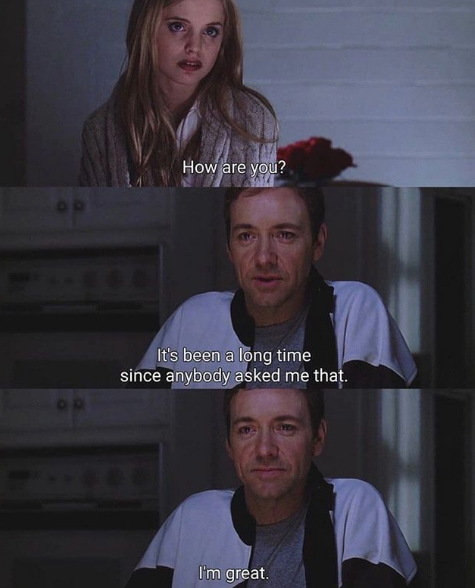 How are you?
It's been a long time
since anybody asked me that.
I'm great.